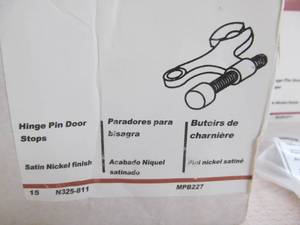 Hinge Pin Door
Stops
Satin Nickel finish
Paradores para
bisagra
Acabado Niquel
satinado
Butoirs de
charnière
Fini nickel satiné
15 N325-811 MPB227